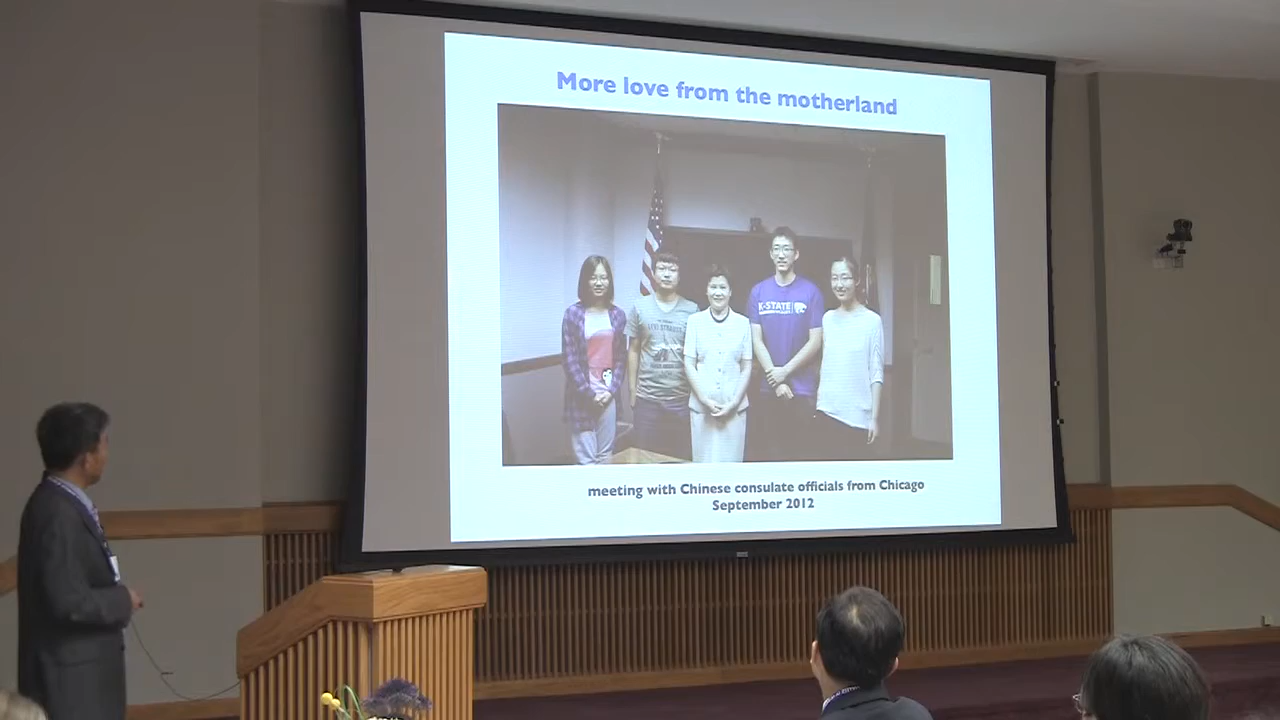 More love from the motherland
K-STATE
meeting with Chinese consulate officials from Chicago
September 2012